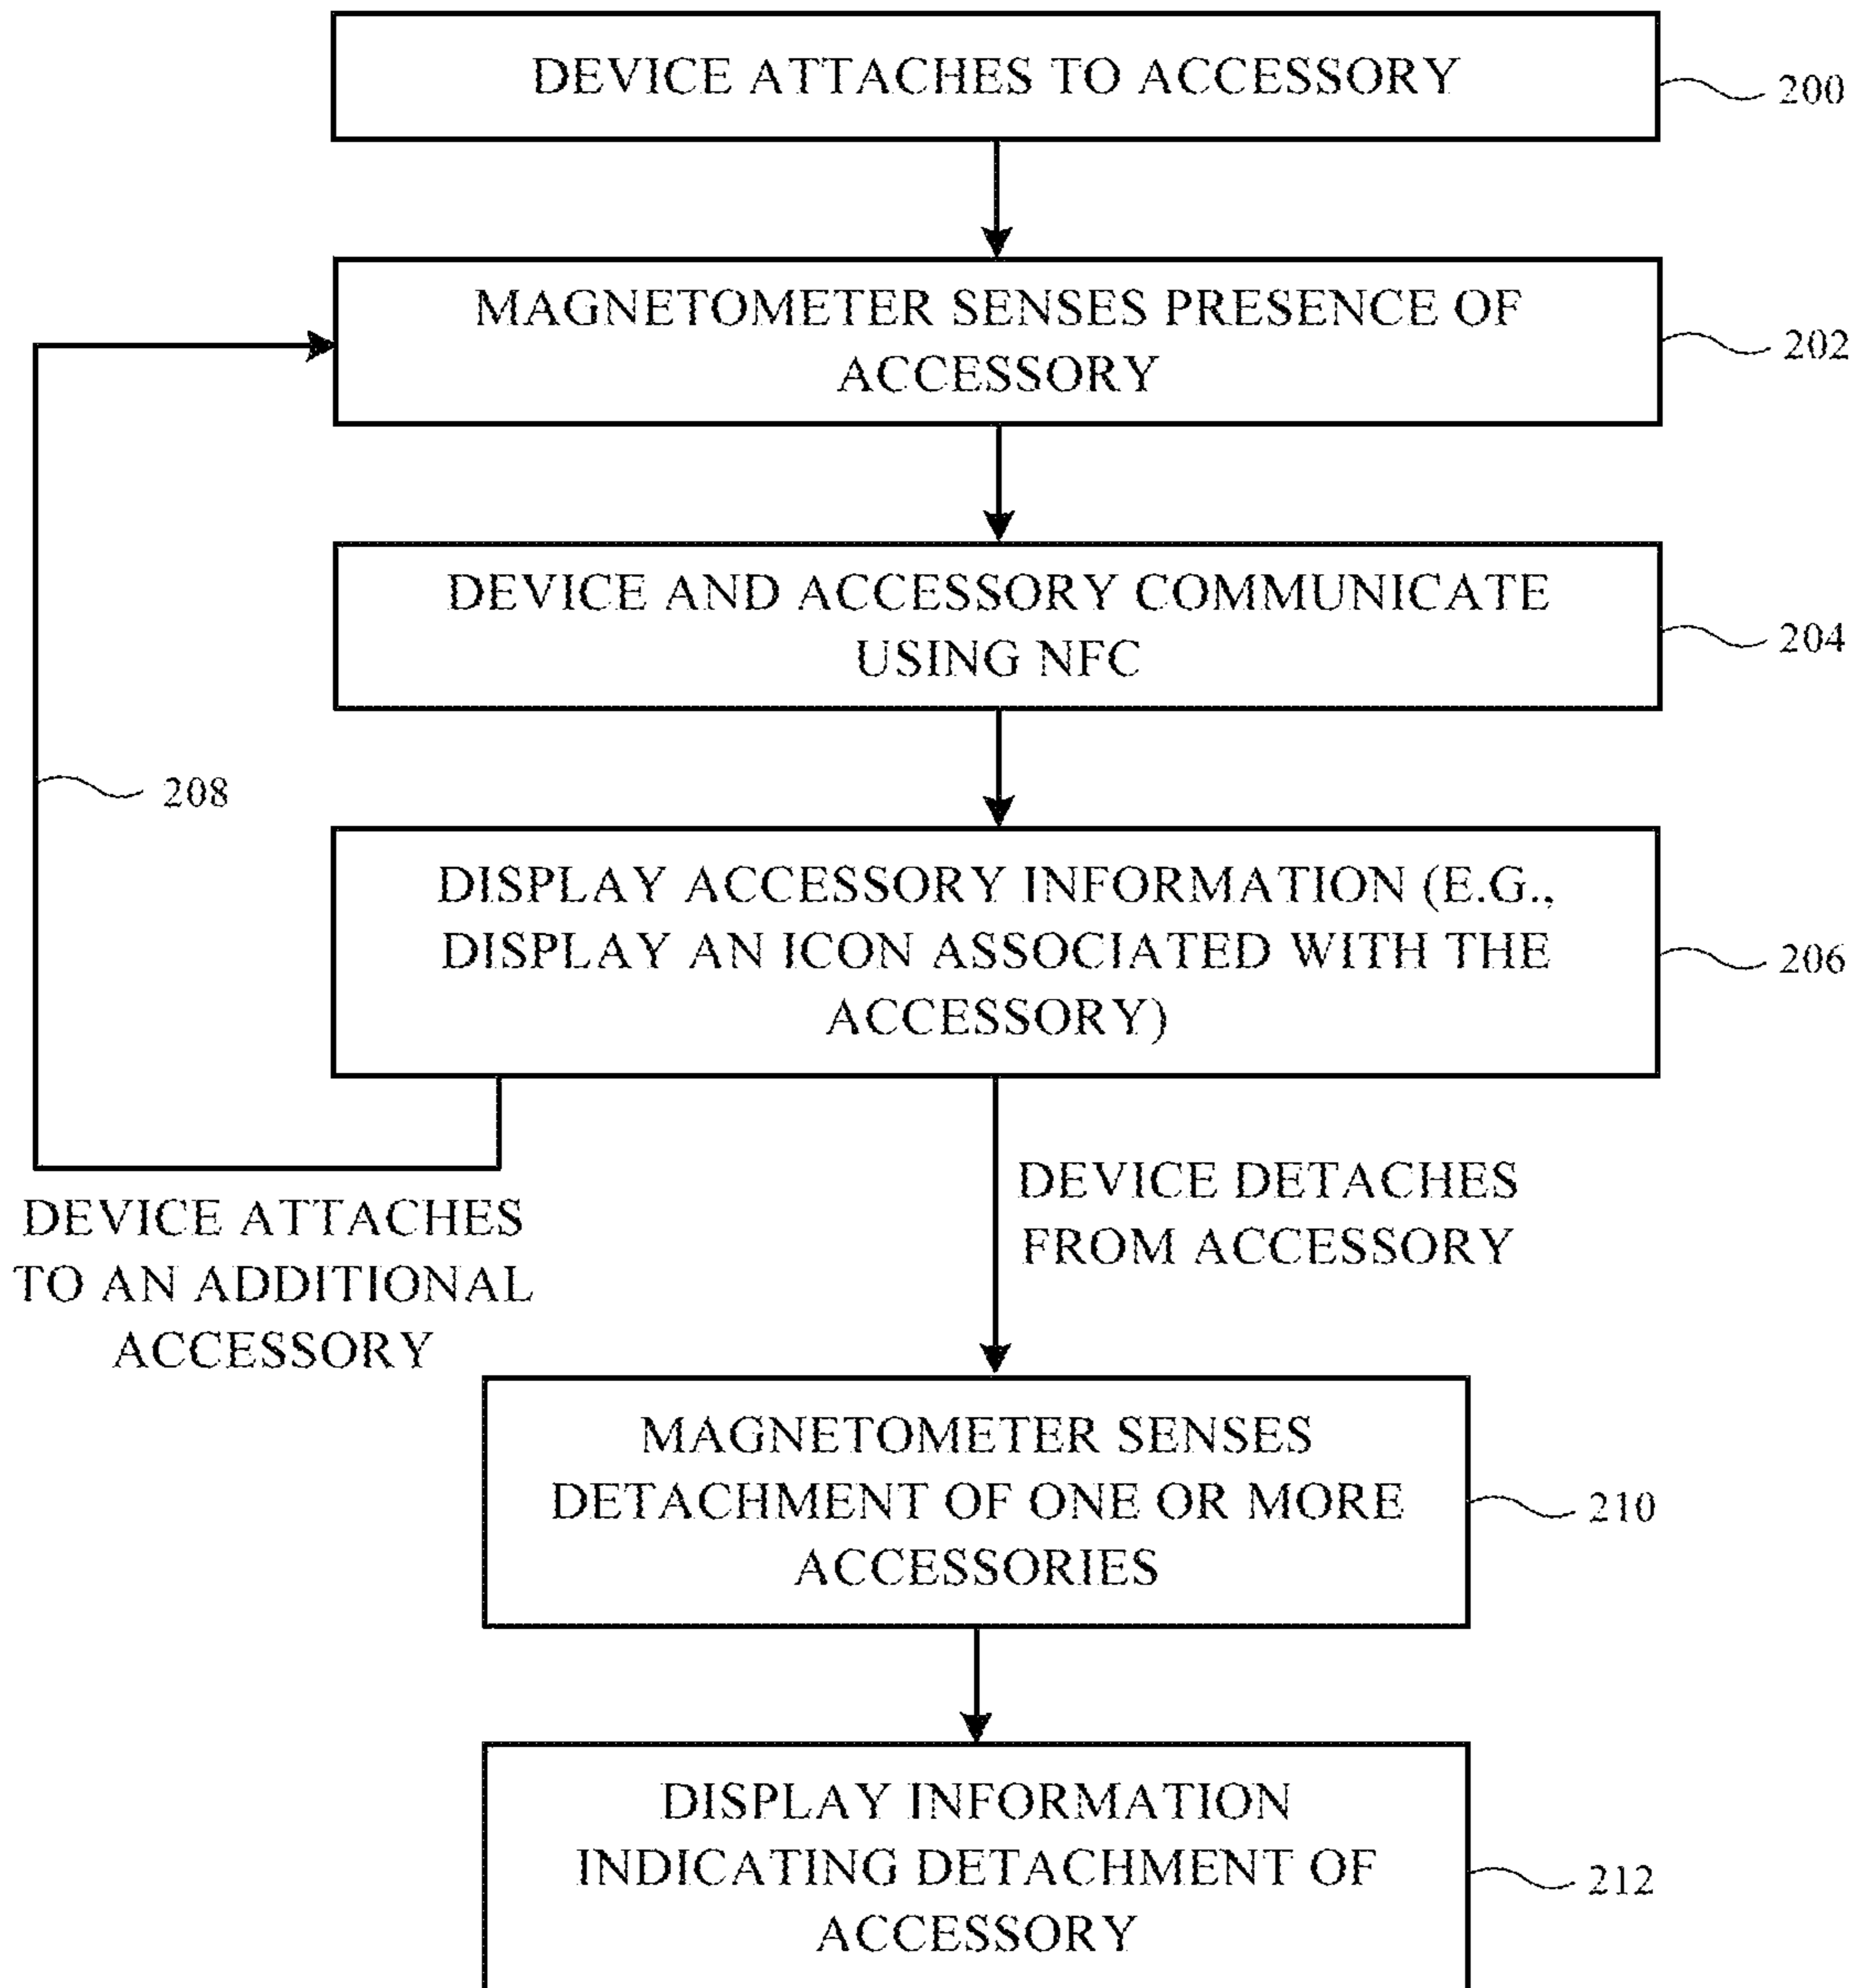 DEVICE ATTACHES TO ACCESSORY
200
MAGNETOMETER SENSES PRESENCE OF
ACCESSORY
202
DEVICE AND ACCESSORY COMMUNICATE
USING NFC
204
208
DISPLAY ACCESSORY INFORMATION (E.G.,
DISPLAY AN ICON ASSOCIATED WITH THE
ACCESSORY)
206
DEVICE ATTACHES
TO AN ADDITIONAL
ACCESSORY
DEVICE DETACHES
FROM ACCESSORY
MAGNETOMETER SENSES
DETACHMENT OF ONE OR MORE
ACCESSORIES
210
DISPLAY INFORMATION
INDICATING DETACHMENT OF
ACCESSORY
212